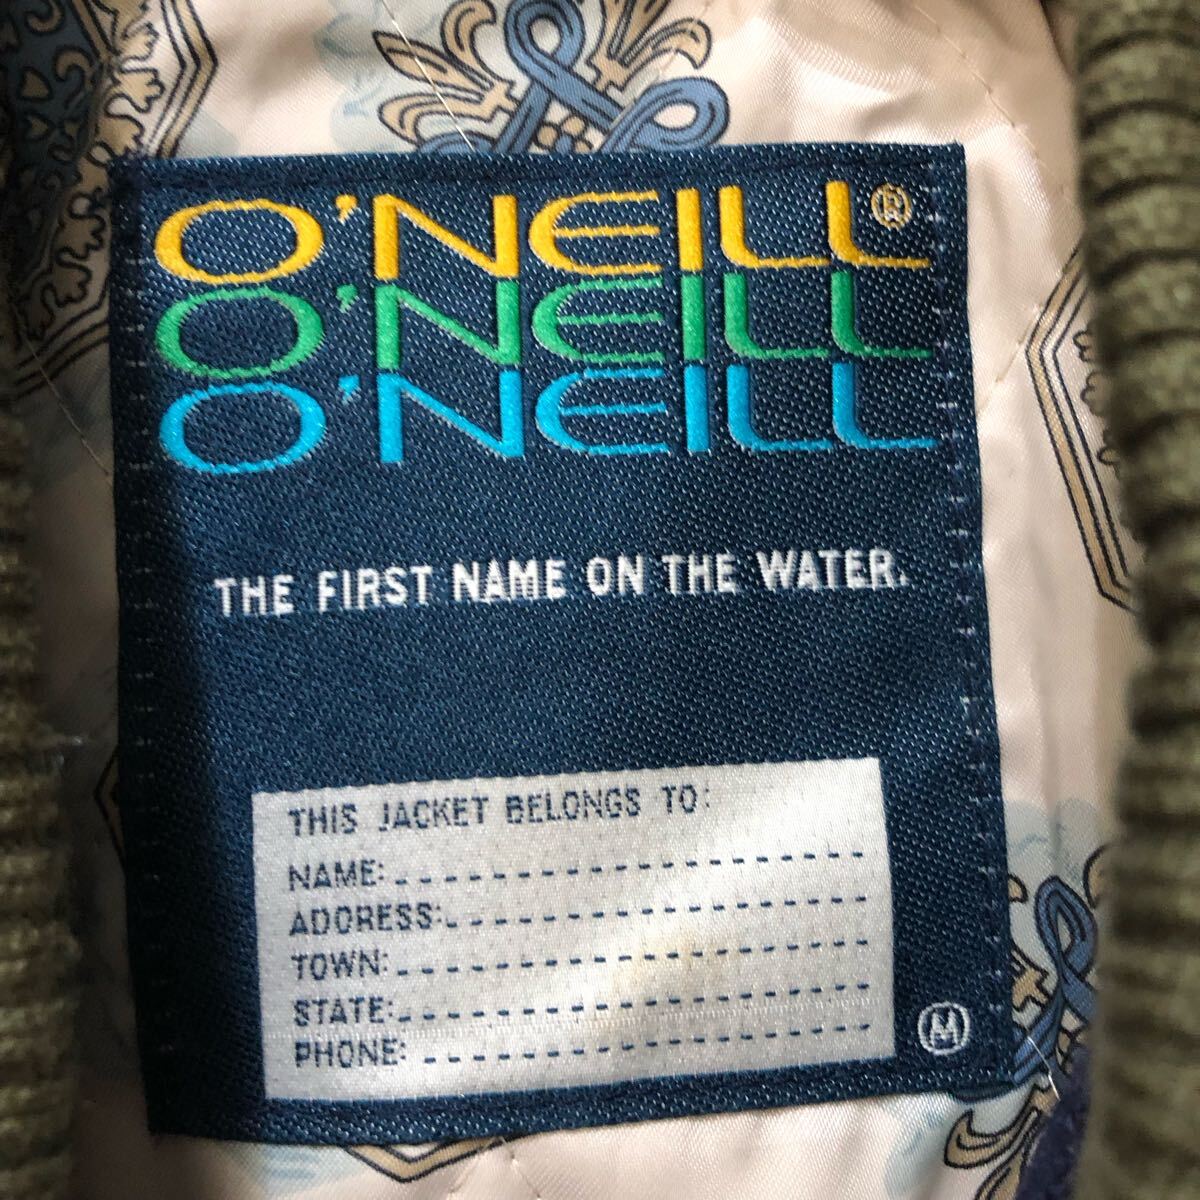 O'NEILL®
O'NEILL
O'NEILL
THE FIRST NAME ON THE WATER.
THIS JACKET BELONGS TO:
NAME:
ADDRESS:
TOWN:
STATE:
PHONE:
M